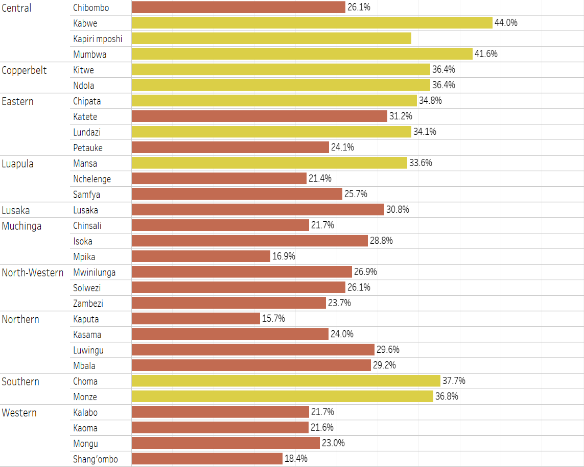 Central Chibombo 26.1%
Kabwe 44.0%
Kapiri mposhi
Mumbwa 41.6%
Copperbelt Kitwe 36.4%
Ndola 36.4%
Eastern Chipata 34.8%
Katete 31.2%
Lundazi 34.1%
Petauke 24.1%
Luapula Mansa 33.6%
Nchelenge 21.4%
Samfya 25.7%
Lusaka Lusaka 30.8%
Muchinga Chinsali 21.7%
Isoka 28.8%
Mpika 16.9%
North-Western Mwinilunga 26.9%
Solwezi 26.1%
Zambezi 23.7%
Northern Kaputa 15.7%
Kasama 24.0%
Luwingu 29.6%
Mbala 29.2%
Southern Choma 37.7%
Monze 36.8%
Western Kalabo 21.7%
Kaoma 21.6%
Mongu 23.0%
Shang'ombo 18.4%